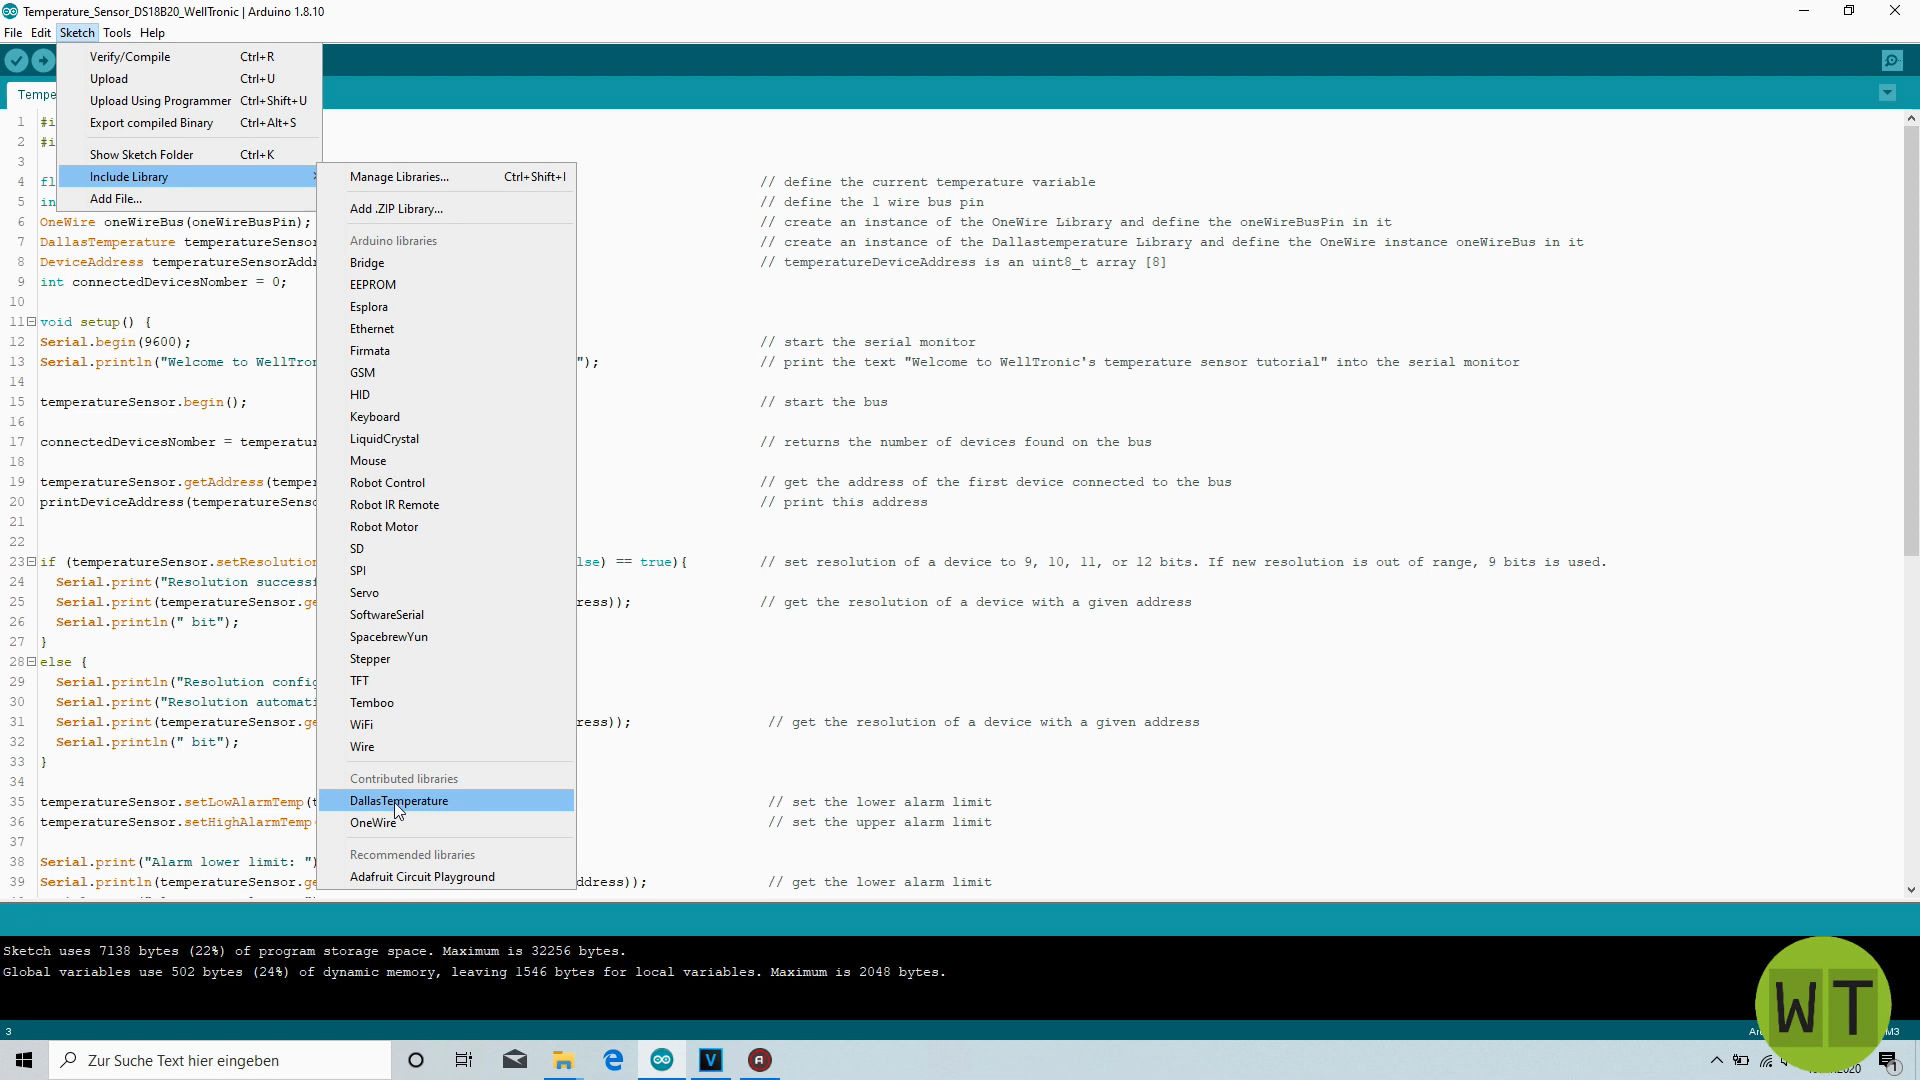 Temperature_Sensor_DS18B20_WellTronic | Arduino 1.8.10
File Edit Sketch Tools Help
Verify/Compile Ctrl+R
Upload Ctrl+U
Upload Using Programmer Ctrl+Shift+U
Export compiled Binary Ctrl+Alt+S
Show Sketch Folder Ctrl+K
Include Library
Add File...
Manage Libraries... Ctrl+Shift+I
Add .ZIP Library...
Arduino libraries
Bridge
EEPROM
Esplora
Ethernet
Firmata
GSM
HID
Keyboard
LiquidCrystal
Mouse
Robot Control
Robot IR Remote
Robot Motor
SD
SPI
Servo
SoftwareSerial
SpacebrewYun
Stepper
TFT
Temboo
WiFi
Wire
Contributed libraries
DallasTemperature
OneWire
Recommended libraries
Adafruit Circuit Playground
Tempe
1 #i
2 #i
3
4 fl // define the current temperature variable
5 in // define the 1 wire bus pin
6 OneWire oneWireBus(oneWireBusPin); // create an instance of the OneWire Library and define the oneWireBusPin in it
7 DallasTemperature temperatureSensor // create an instance of the Dallastemperature Library and define the OneWire instance oneWireBus in it
8 DeviceAddress temperatureSensorAddr // temperatureDeviceAddress is an uint8_t array [8]
9 int connectedDevicesNomber = 0;
10
11 void setup() {
12 Serial.begin(9600); // start the serial monitor
13 Serial.println("Welcome to WellTron "); // print the text "Welcome to WellTronic's temperature sensor tutorial" into the serial monitor
14
15 temperatureSensor.begin(); // start the bus
16
17 connectedDevicesNomber = temperatur // returns the number of devices found on the bus
18
19 temperatureSensor.getAddress(temper // get the address of the first device connected to the bus
20 printDeviceAddress(temperatureSenso // print this address
21
22
23 if (temperatureSensor.setResolution lse) == true){ // set resolution of a device to 9, 10, 11, or 12 bits. If new resolution is out of range, 9 bits is used.
24 Serial.print("Resolution successf
25 Serial.print(temperatureSensor.ge ress)); // get the resolution of a device with a given address
26 Serial.println(" bit");
27 }
28 else {
29 Serial.println("Resolution config
30 Serial.print("Resolution automati
31 Serial.print(temperatureSensor.ge ress)); // get the resolution of a device with a given address
32 Serial.println(" bit");
33 }
34
35 temperatureSensor.setLowAlarmTemp(t // set the lower alarm limit
36 temperatureSensor.setHighAlarmTemp // set the upper alarm limit
37
38 Serial.print("Alarm lower limit: ")
39 Serial.println(temperatureSensor.ge ddress)); // get the lower alarm limit
Sketch uses 7138 bytes (22%) of program storage space. Maximum is 32256 bytes.
Global variables use 502 bytes (24%) of dynamic memory, leaving 1546 bytes for local variables. Maximum is 2048 bytes.
3
WT
Zur Suche Text hier eingeben